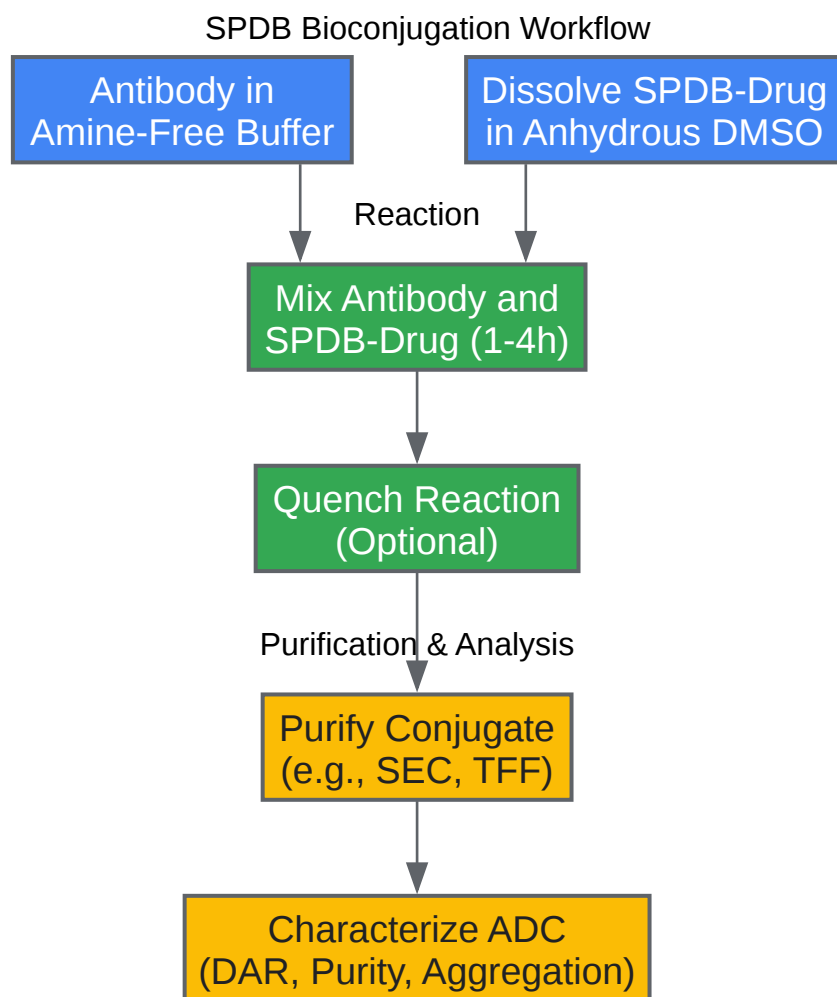 SPDB Bioconjugation Workflow
Antibody in
Amine-Free Buffer
Dissolve SPDB-Drug
in Anhydrous DMSO
Reaction
Mix Antibody and
SPDB-Drug (1-4h)
Quench Reaction
(Optional)
Purification & Analysis
Purify Conjugate
(e.g., SEC, TFF)
Characterize ADC
(DAR, Purity, Aggregation)